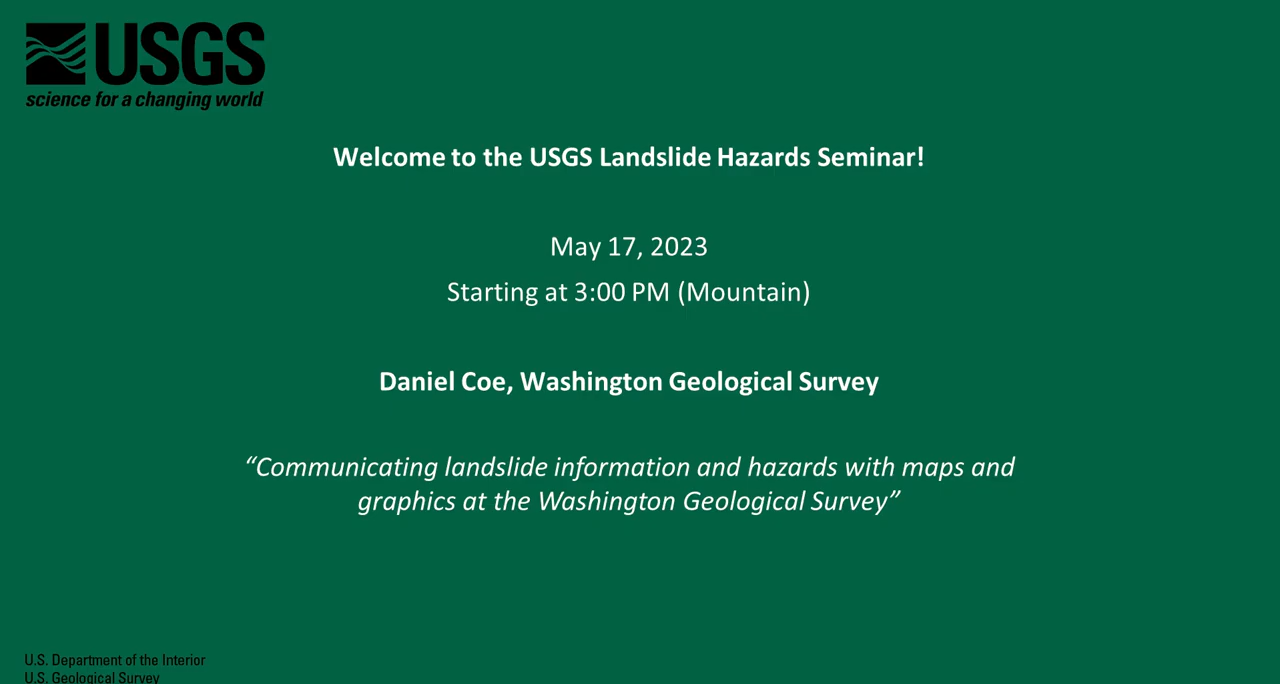 USGS
science for a changing world
Welcome to the USGS Landslide Hazards Seminar!
May 17, 2023
Starting at 3:00 PM (Mountain)
Daniel Coe, Washington Geological Survey
“Communicating landslide information and hazards with maps and
graphics at the Washington Geological Survey”
U.S. Department of the Interior
U.S. Geological Survey